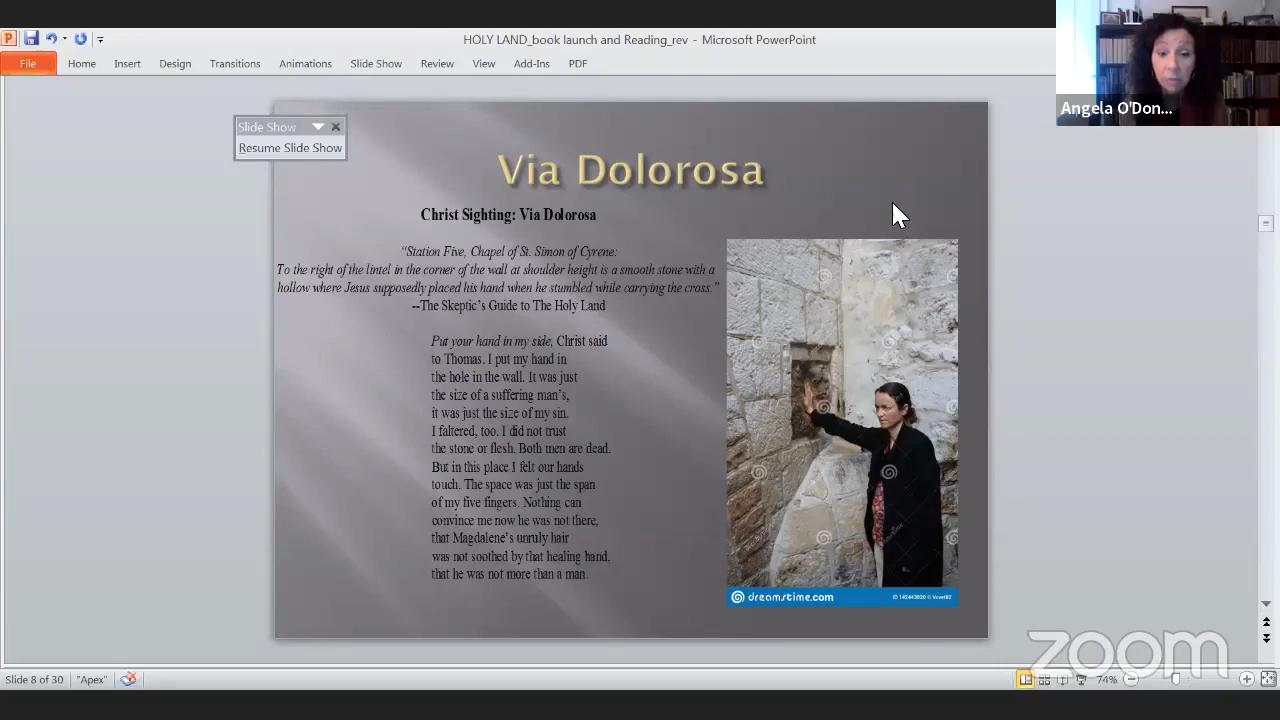 HOLY LAND_book launch and Reading_rev - Microsoft PowerPoint
File Home Insert Design Transitions Animations Slide Show Review View Add-Ins PDF
Angela O'Don...
Slide Show
Resume Slide Show
Via Dolorosa
Christ Sighting: Via Dolorosa
“Station Five, Chapel of St. Simon of Cyrene:
To the right of the lintel in the corner of the wall at shoulder height is a smooth stone with a
hollow where Jesus supposedly placed his hand when he stumbled while carrying the cross.”
--The Skeptic’s Guide to The Holy Land
Put your hand in my side, Christ said
to Thomas. I put my hand in
the hole in the wall. It was just
the size of a suffering man’s,
it was just the size of my sin.
I faltered, too. I did not trust
the stone or flesh. Both men are dead.
But in this place I felt our hands
touch. The space was just the span
of my five fingers. Nothing can
convince me now he was not there,
that Magdalene’s unruly hair
was not soothed by that healing hand,
that he was not more than a man.
dreamstime.com
zoom
Slide 8 of 30 "Apex" 74%